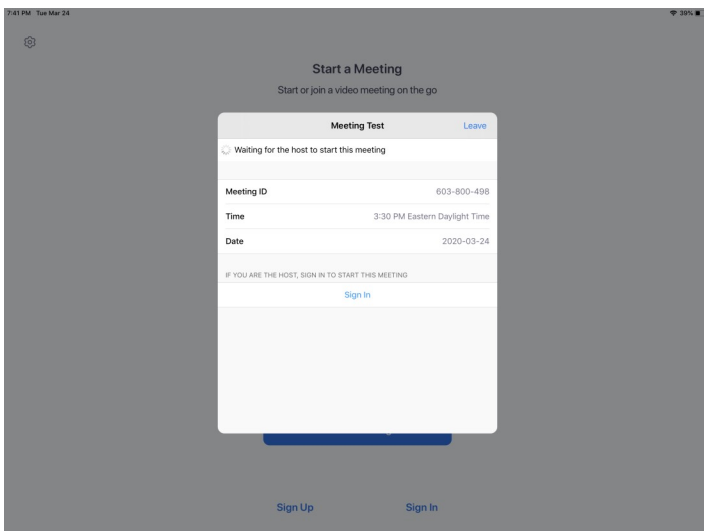 7:41 PM Tue Mar 24
39%
Start a Meeting
Start or join a video meeting on the go
Meeting Test Leave
Waiting for the host to start this meeting
Meeting ID 603-800-498
Time 3:30 PM Eastern Daylight Time
Date 2020-03-24
IF YOU ARE THE HOST, SIGN IN TO START THIS MEETING
Sign In
Sign Up Sign In